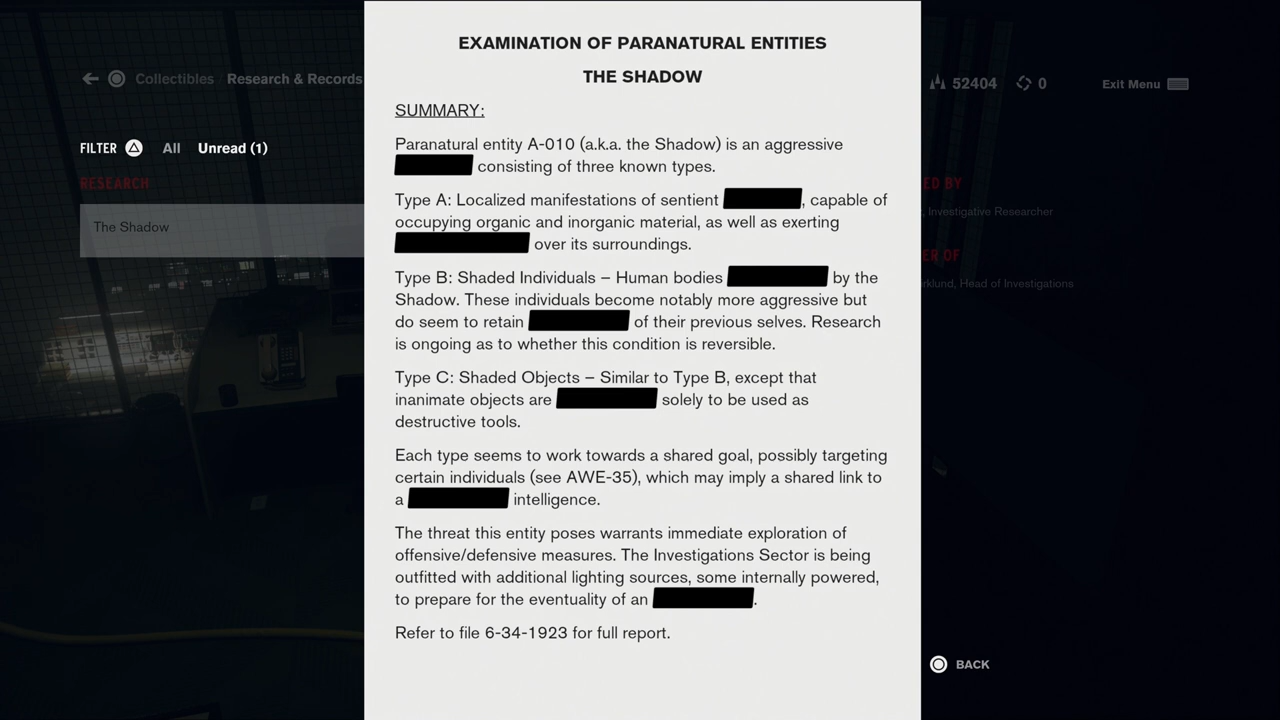 EXAMINATION OF PARANATURAL ENTITIES
THE SHADOW
Collectibles Research & Records
52404 0 Exit Menu
FILTER All Unread (1)
RESEARCH
The Shadow
SUMMARY:
Paranatural entity A-010 (a.k.a. the Shadow) is an aggressive
consisting of three known types.
Type A: Localized manifestations of sentient , capable of
occupying organic and inorganic material, as well as exerting
over its surroundings.
Type B: Shaded Individuals – Human bodies by the
Shadow. These individuals become notably more aggressive but
do seem to retain of their previous selves. Research
is ongoing as to whether this condition is reversible.
Type C: Shaded Objects – Similar to Type B, except that
inanimate objects are solely to be used as
destructive tools.
Each type seems to work towards a shared goal, possibly targeting
certain individuals (see AWE-35), which may imply a shared link to
a intelligence.
The threat this entity poses warrants immediate exploration of
offensive/defensive measures. The Investigations Sector is being
outfitted with additional lighting sources, some internally powered,
to prepare for the eventuality of an .
Refer to file 6-34-1923 for full report.
ED BY
, Investigative Researcher
ER OF
rklund, Head of Investigations
BACK